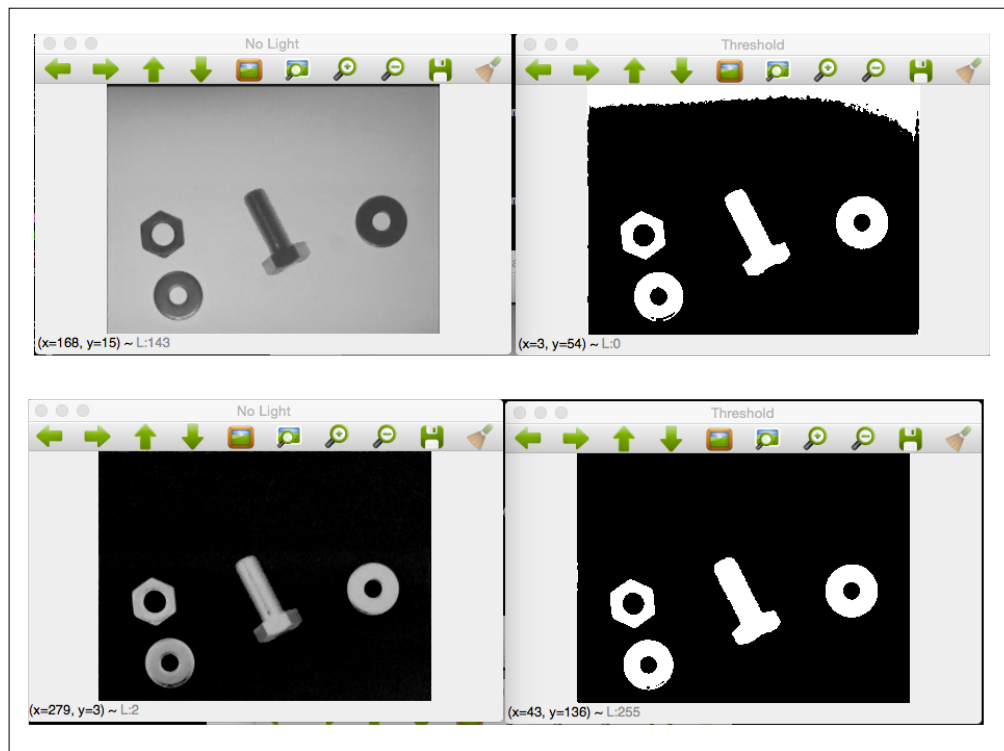 No Light
Threshold
(x=168, y=15) ~ L:143
(x=3, y=54) ~ L:0
No Light
Threshold
(x=279, y=3) ~ L:2
(x=43, y=136) ~ L:255